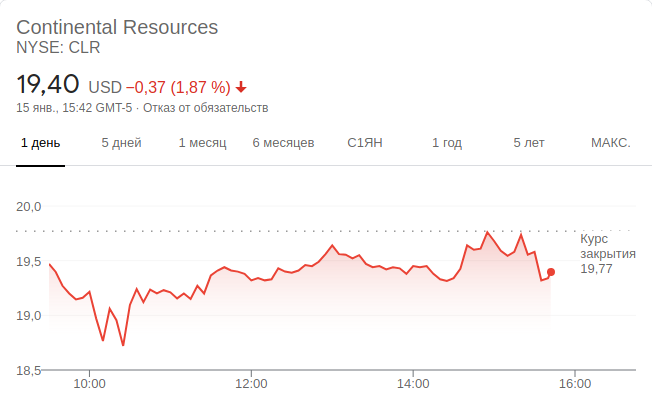 Continental Resources
NYSE: CLR
19,40 USD −0,37 (1,87 %)
15 янв., 15:42 GMT-5 · Отказ от обязательств
1 день 5 дней 1 месяц 6 месяцев С1ЯН 1 год 5 лет МАКС.
20,0
Курс
закрытия
19,77
19.5
19,0
18,5
10:00 12:00 14:00 16:00